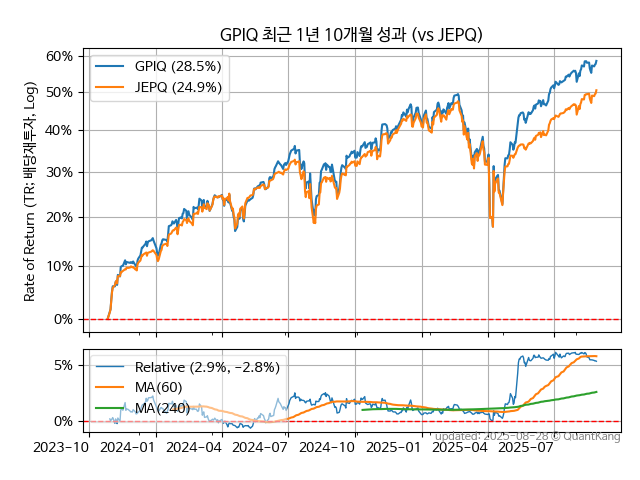 GPIQ 최근 1년 10개월 성과 (vs JEPQ)
Rate of Return (TR: 배당재투자, Log)
60%
50%
40%
30%
20%
10%
0%
GPIQ (28.5%)
JEPQ (24.9%)
5%
0%
Relative (2.9%, −2.8%)
MA(60)
MA(240)
2023-10 2024-01 2024-04 2024-07 2024-10 2025-01 2025-04 2025-07
updated: 2025-08-28 © QuantKang